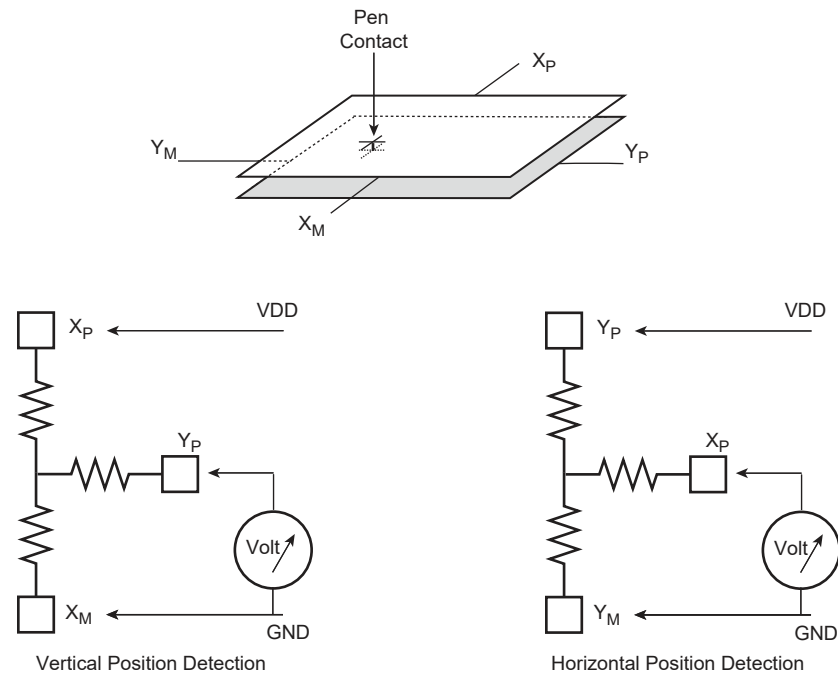 Pen
Contact
X_P
Y_M
Y_P
X_M
X_P
VDD
Y_P
Volt
X_M
GND
Vertical Position Detection
Y_P
VDD
X_P
Volt
Y_M
GND
Horizontal Position Detection